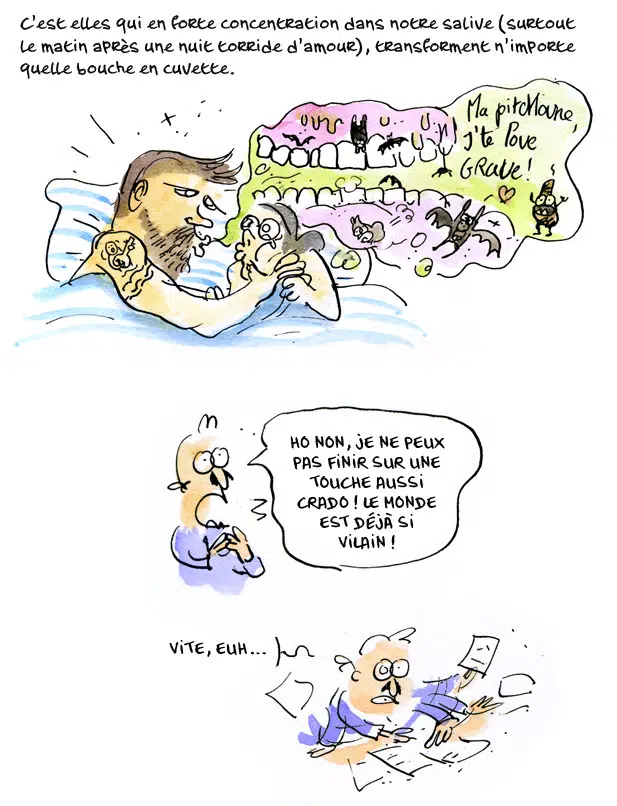 C'est elles qui en forte concentration dans notre salive (surtout
le matin après une nuit torride d'amour), transforment n'importe
quelle bouche en cuvette.
Ma pitchoune,
j'te love
GRAVE!
HO NON, JE NE PEUX
PAS FINIR SUR UNE
TOUCHE AUSSI
CRADO ! LE MONDE
EST DÉJÀ SI
VILAIN !
VITE, EUH...